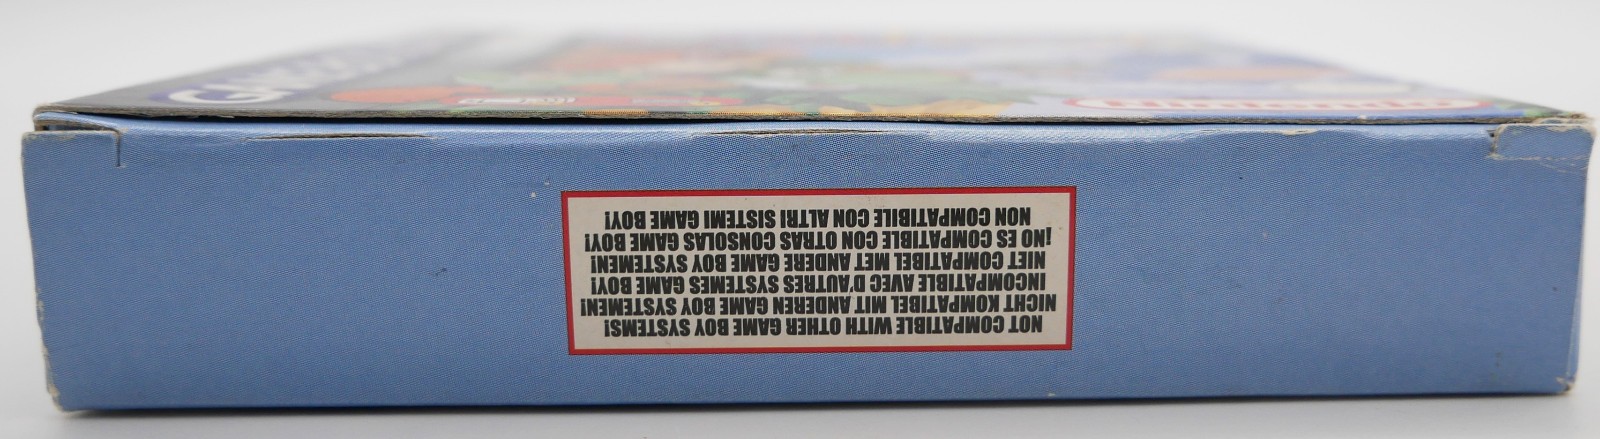 NOT COMPATIBLE WITH OTHER GAME BOY SYSTEMS!
NICHT KOMPATIBEL MIT ANDEREN GAME BOY SYSTEMEN!
INCOMPATIBLE AVEC D'AUTRES SYSTEMES GAME BOY!
NIET COMPATIBEL MET ANDERE GAME BOY SYSTEMEN!
¡NO ES COMPATIBLE CON OTRAS CONSOLAS GAME BOY!
NON COMPATIBILE CON ALTRI SISTEMI GAME BOY!